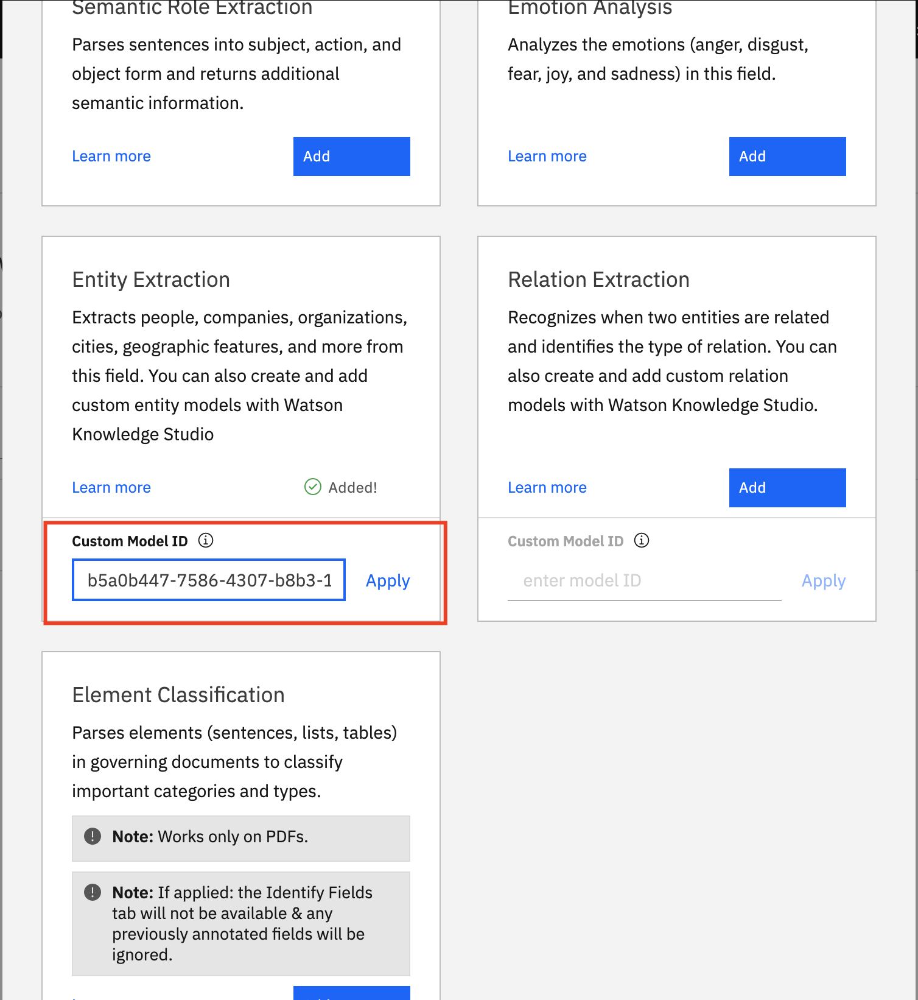 Semantic Role Extraction
Parses sentences into subject, action, and
object form and returns additional
semantic information.
Learn more
Add
Emotion Analysis
Analyzes the emotions (anger, disgust,
fear, joy, and sadness) in this field.
Learn more
Add
Entity Extraction
Extracts people, companies, organizations,
cities, geographic features, and more from
this field. You can also create and add
custom entity models with Watson
Knowledge Studio
Learn more
Added!
Custom Model ID
b5a0b447-7586-4307-b8b3-1
Apply
Relation Extraction
Recognizes when two entities are related
and identifies the type of relation. You can
also create and add custom relation
models with Watson Knowledge Studio.
Learn more
Add
Custom Model ID
enter model ID
Apply
Element Classification
Parses elements (sentences, lists, tables)
in governing documents to classify
important categories and types.
Note: Works only on PDFs.
Note: If applied: the Identify Fields
tab will not be available & any
previously annotated fields will be
ignored.